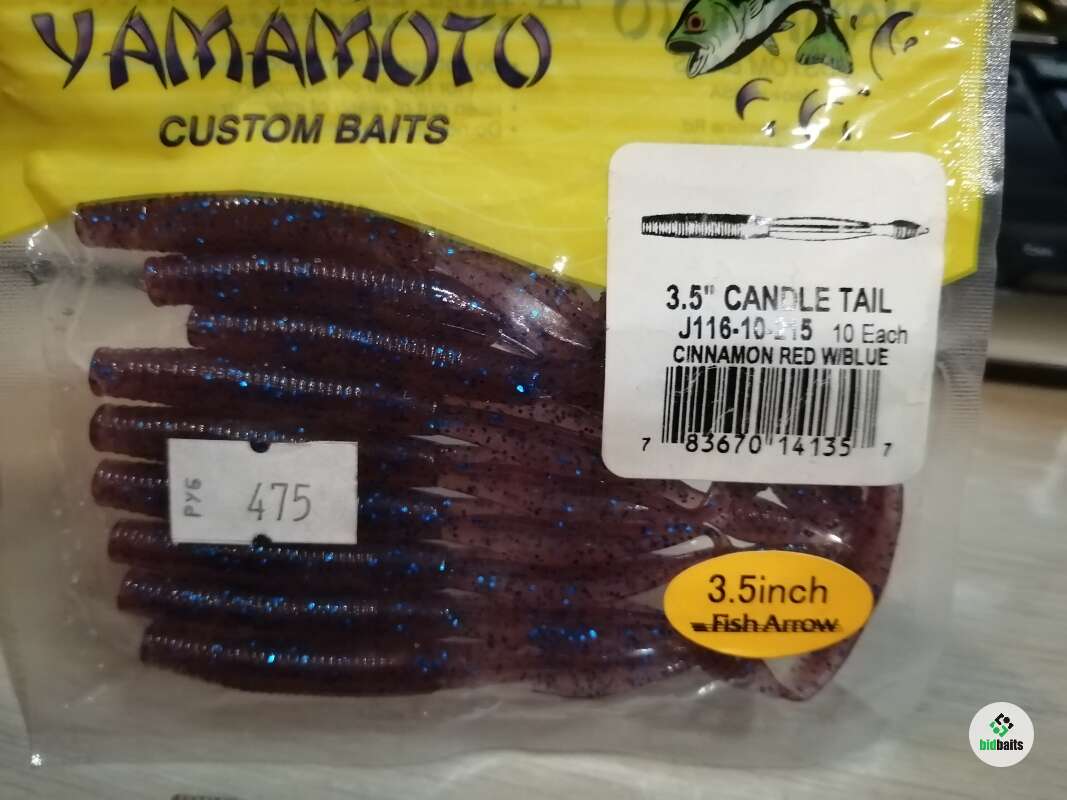 YAMAMOTO
CUSTOM BAITS
3.5" CANDLE TAIL
J116-10-215 10 Each
CINNAMON RED W/BLUE
7 83670 14135 7
РУБ 475
3.5inch
Fish Arrow
bidbaits